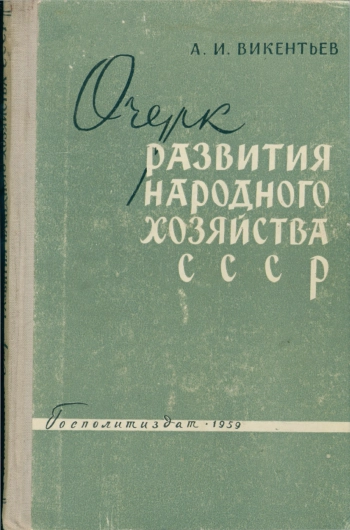 А. И. ВИКЕНТЬЕВ
Очерк
РАЗВИТИЯ
НАРОДНОГО
ХОЗЯЙСТВА
СССР
Госполитиздат · 1959